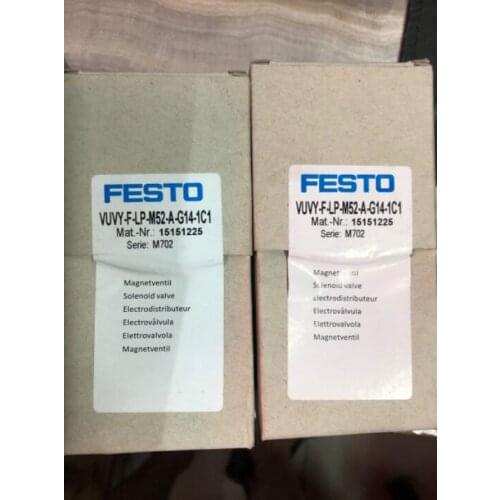 FESTO
VUVY-F-LP-M52-A-G14-1C1
Mat.-Nr.: 15151225
Serie: M702
Magnetventil
Solenoid valve
Electrodistributeur
Electroválvula
Elettrovalvola
Magnetventil
FESTO
VUVY-F-LP-M52-A-G14-1C1
Mat.-Nr.: 15151225
Serie: M702
Magnetventil
Solenoid valve
Electrodistributeur
Electroválvula
Elettrovalvola
Magnetventil